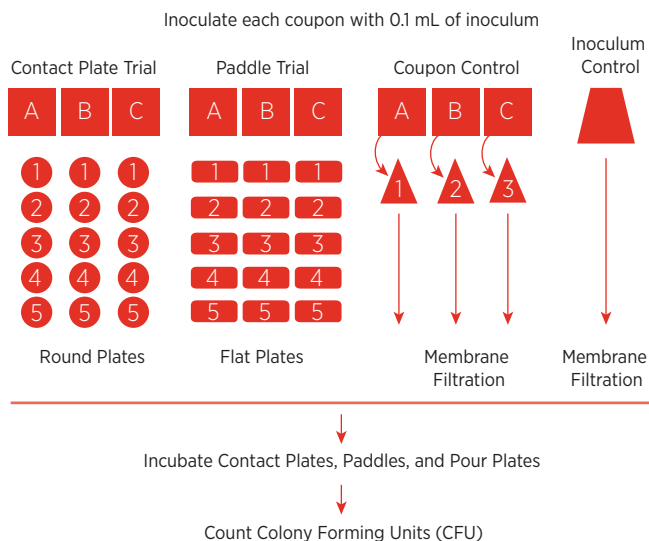 Inoculate each coupon with 0.1 mL of inoculum
Contact Plate Trial
Paddle Trial
Coupon Control
Inoculum
Control
A B C
A B C
A B C
1 1 1
2 2 2
3 3 3
4 4 4
5 5 5
1 1 1
2 2 2
3 3 3
4 4 4
5 5 5
1 2 3
Round Plates
Flat Plates
Membrane
Filtration
Membrane
Filtration
Incubate Contact Plates, Paddles, and Pour Plates
Count Colony Forming Units (CFU)